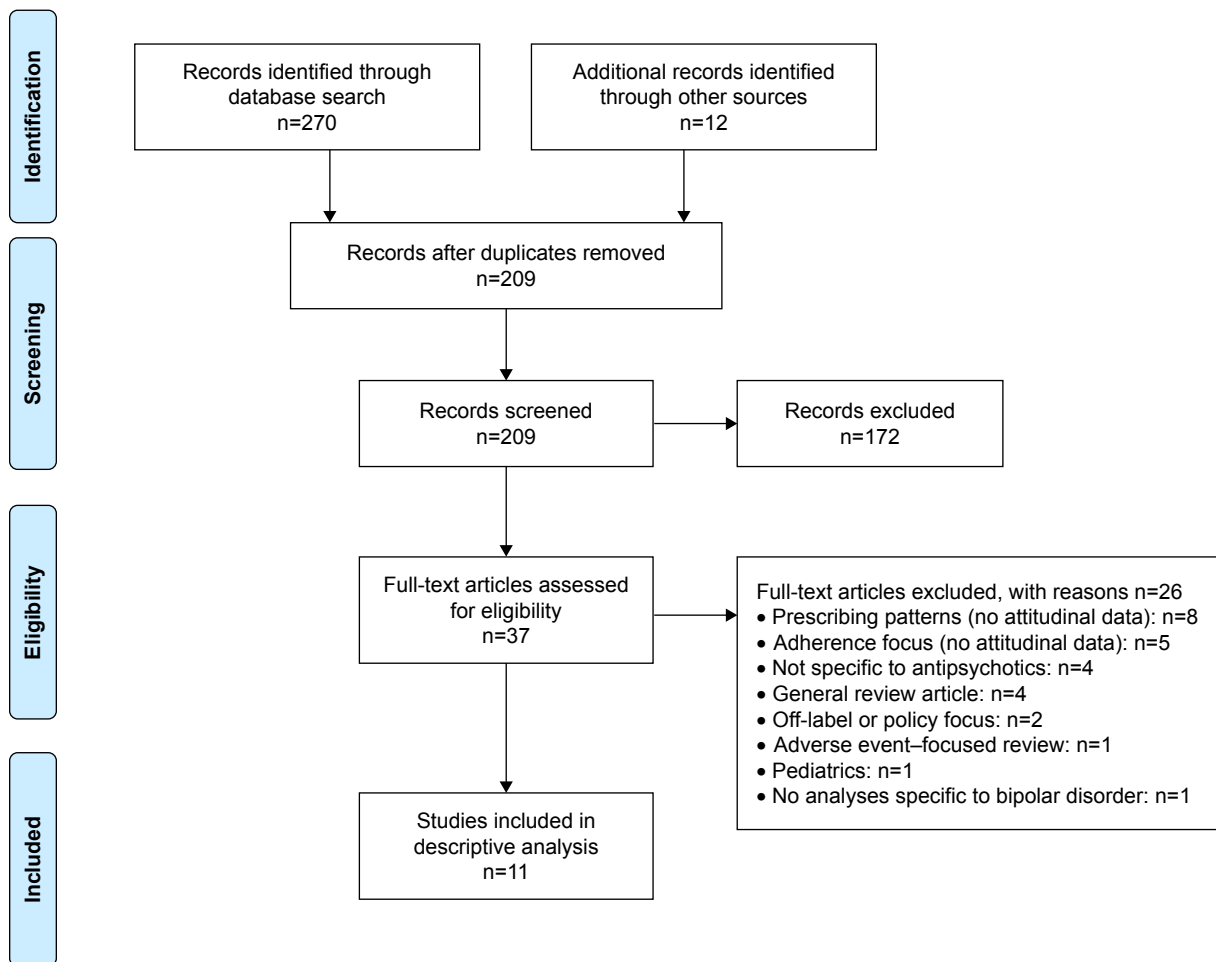 Identification
Records identified through
database search
n=270
Additional records identified
through other sources
n=12
Screening
Records after duplicates removed
n=209
Records screened
n=209
Records excluded
n=172
Eligibility
Full-text articles assessed
for eligibility
n=37
Full-text articles excluded, with reasons n=26
• Prescribing patterns (no attitudinal data): n=8
• Adherence focus (no attitudinal data): n=5
• Not specific to antipsychotics: n=4
• General review article: n=4
• Off-label or policy focus: n=2
• Adverse event–focused review: n=1
• Pediatrics: n=1
• No analyses specific to bipolar disorder: n=1
Included
Studies included in
descriptive analysis
n=11